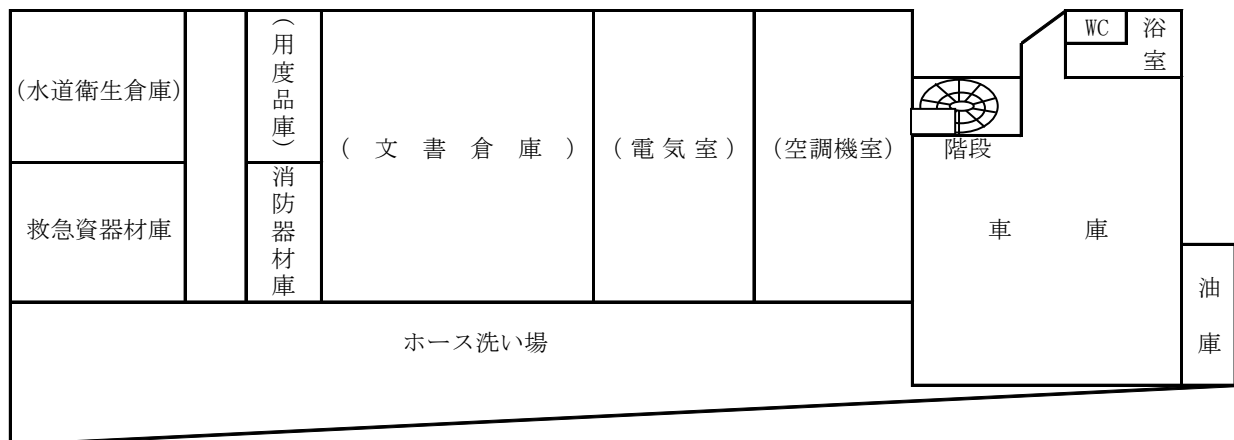 (水道衛生倉庫)
救急資器材庫
(用度品庫)
消防器材庫
(文書倉庫)
(電気室)
(空調機室)
階段
WC
浴室
車庫
油庫
ホース洗い場